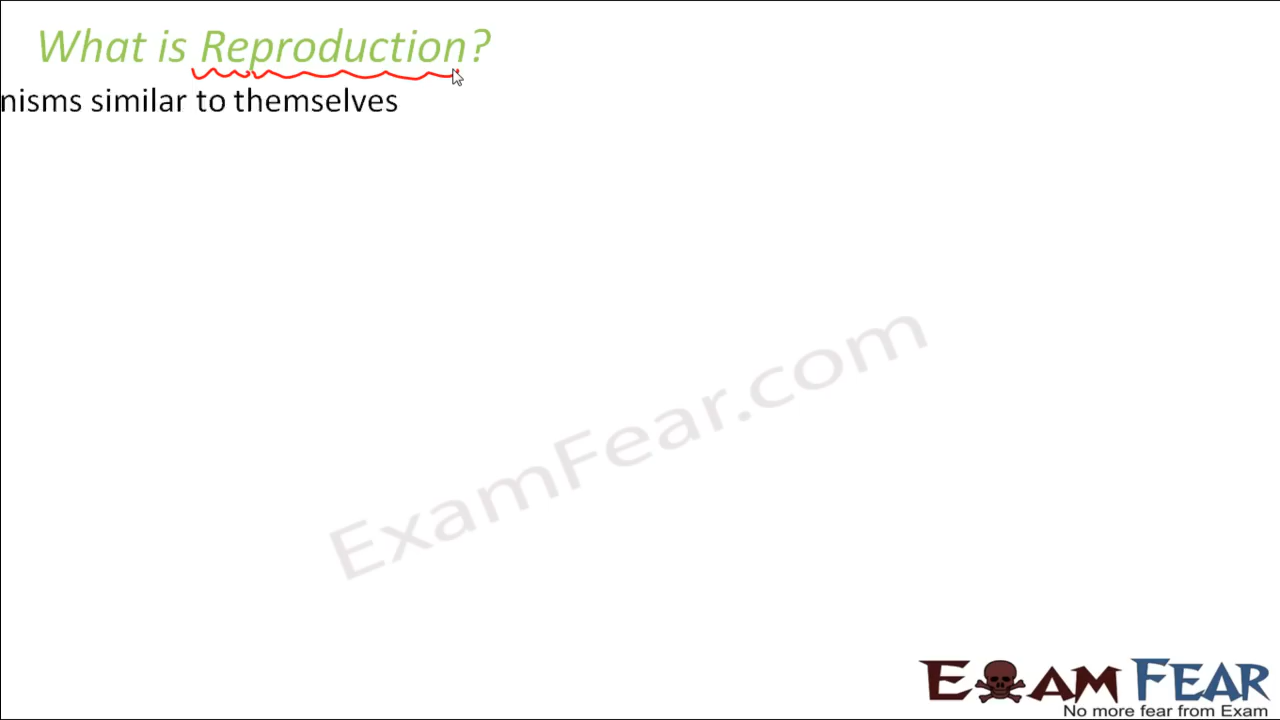 What is Reproduction?
nisms similar to themselves
ExamFear.com
EXAM FEAR
No more fear from Exam